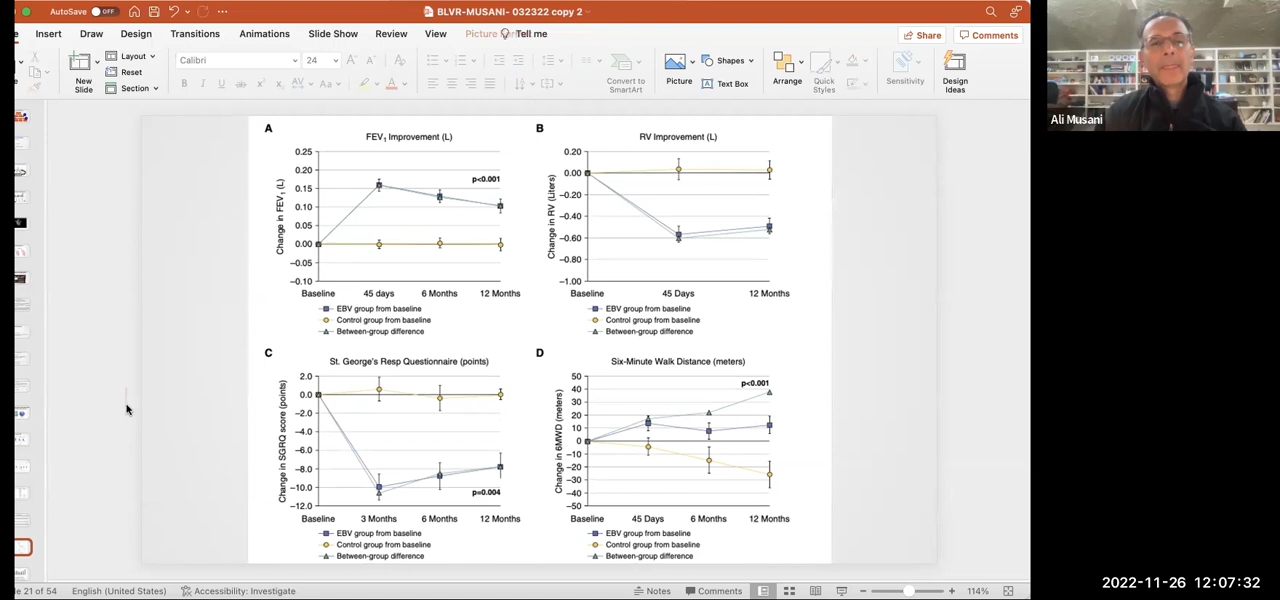 AutoSave OFF
BLVR-MUSANI- 032322 copy 2
Insert Draw Design Transitions Animations Slide Show Review View Tell me
Share Comments
New Slide
Layout
Reset
Section
Calibri 24
Convert to SmartArt
Picture
Shapes
Text Box
Arrange
Quick Styles
Sensitivity
Design Ideas
Ali Musani
A
FEV1 Improvement (L)
Change in FEV1 (L)
0.25
0.20
0.15
0.10
0.05
0.00
−0.05
−0.10
p<0.001
Baseline 45 days 6 Months 12 Months
EBV group from baseline
Control group from baseline
Between-group difference
B
RV Improvement (L)
Change in RV (Liters)
0.20
0.00
−0.20
−0.40
−0.60
−0.80
−1.00
Baseline 45 Days 12 Months
EBV group from baseline
Control group from baseline
Between-group difference
C
St. George's Resp Questionnaire (points)
Change in SGRQ score (points)
2.0
0.0
−2.0
−4.0
−6.0
−8.0
−10.0
−12.0
p=0.004
Baseline 3 Months 6 Months 12 Months
EBV group from baseline
Control group from baseline
Between-group difference
D
Six-Minute Walk Distance (meters)
Change in 6MWD (meters)
50
40
30
20
10
0
−10
−20
−30
−40
−50
p<0.001
Baseline 45 Days 6 Months 12 Months
EBV group from baseline
Control group from baseline
Between-group difference
21 of 54 English (United States) Accessibility: Investigate
Notes Comments 114%
2022-11-26 12:07:32